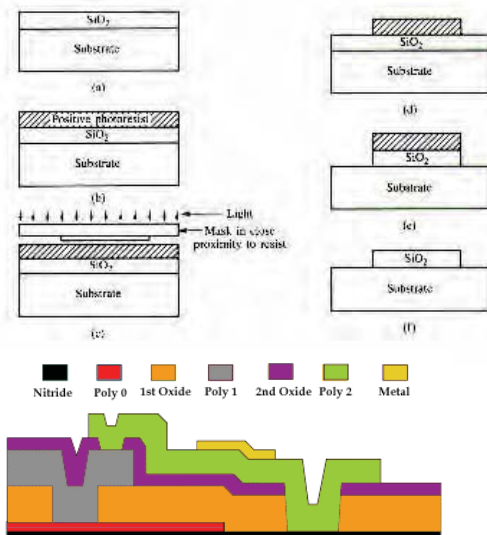 SiO2
Substrate
(a)
Positive photoresist
SiO2
Substrate
(b)
Light
Mask in close
proximity to resist
SiO2
Substrate
(c)
SiO2
Substrate
(d)
SiO2
Substrate
(e)
SiO2
Substrate
(f)
Nitride Poly 0 1st Oxide Poly 1 2nd Oxide Poly 2 Metal